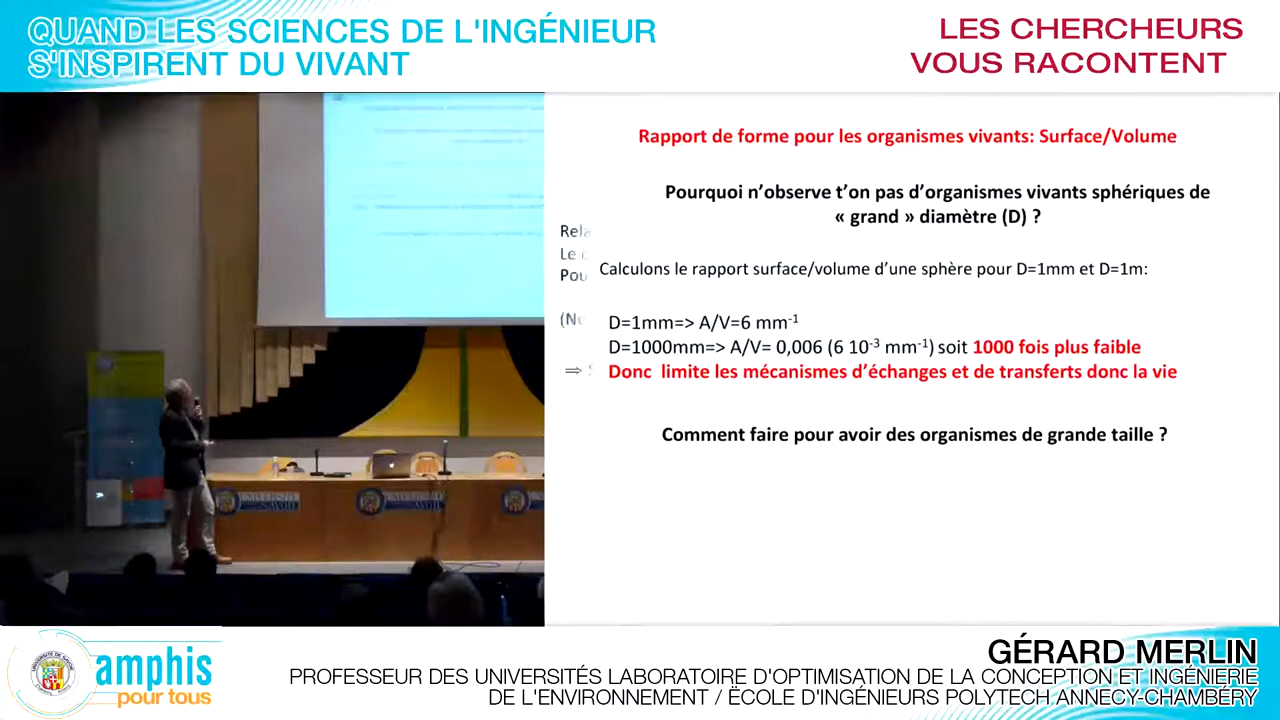 QUAND LES SCIENCES DE L'INGÉNIEUR
S'INSPIRENT DU VIVANT
LES CHERCHEURS
VOUS RACONTENT
Rapport de forme pour les organismes vivants: Surface/Volume
Pourquoi n'observe t'on pas d'organismes vivants sphériques de
« grand » diamètre (D) ?
Calculons le rapport surface/volume d'une sphère pour D=1mm et D=1m:
D=1mm=> A/V=6 mm⁻¹
D=1000mm=> A/V= 0,006 (6 10⁻³ mm⁻¹) soit 1000 fois plus faible
Donc limite les mécanismes d'échanges et de transferts donc la vie
Comment faire pour avoir des organismes de grande taille ?
UNIVERSITÉ
SAVOIE
amphis
pour tous
GÉRARD MERLIN
PROFESSEUR DES UNIVERSITÉS LABORATOIRE D'OPTIMISATION DE LA CONCEPTION ET INGÉNIERIE
DE L'ENVIRONNEMENT / ËCOLE D'INGÉNIEURS POLYTECH ANNECY-CHAMBÉRY